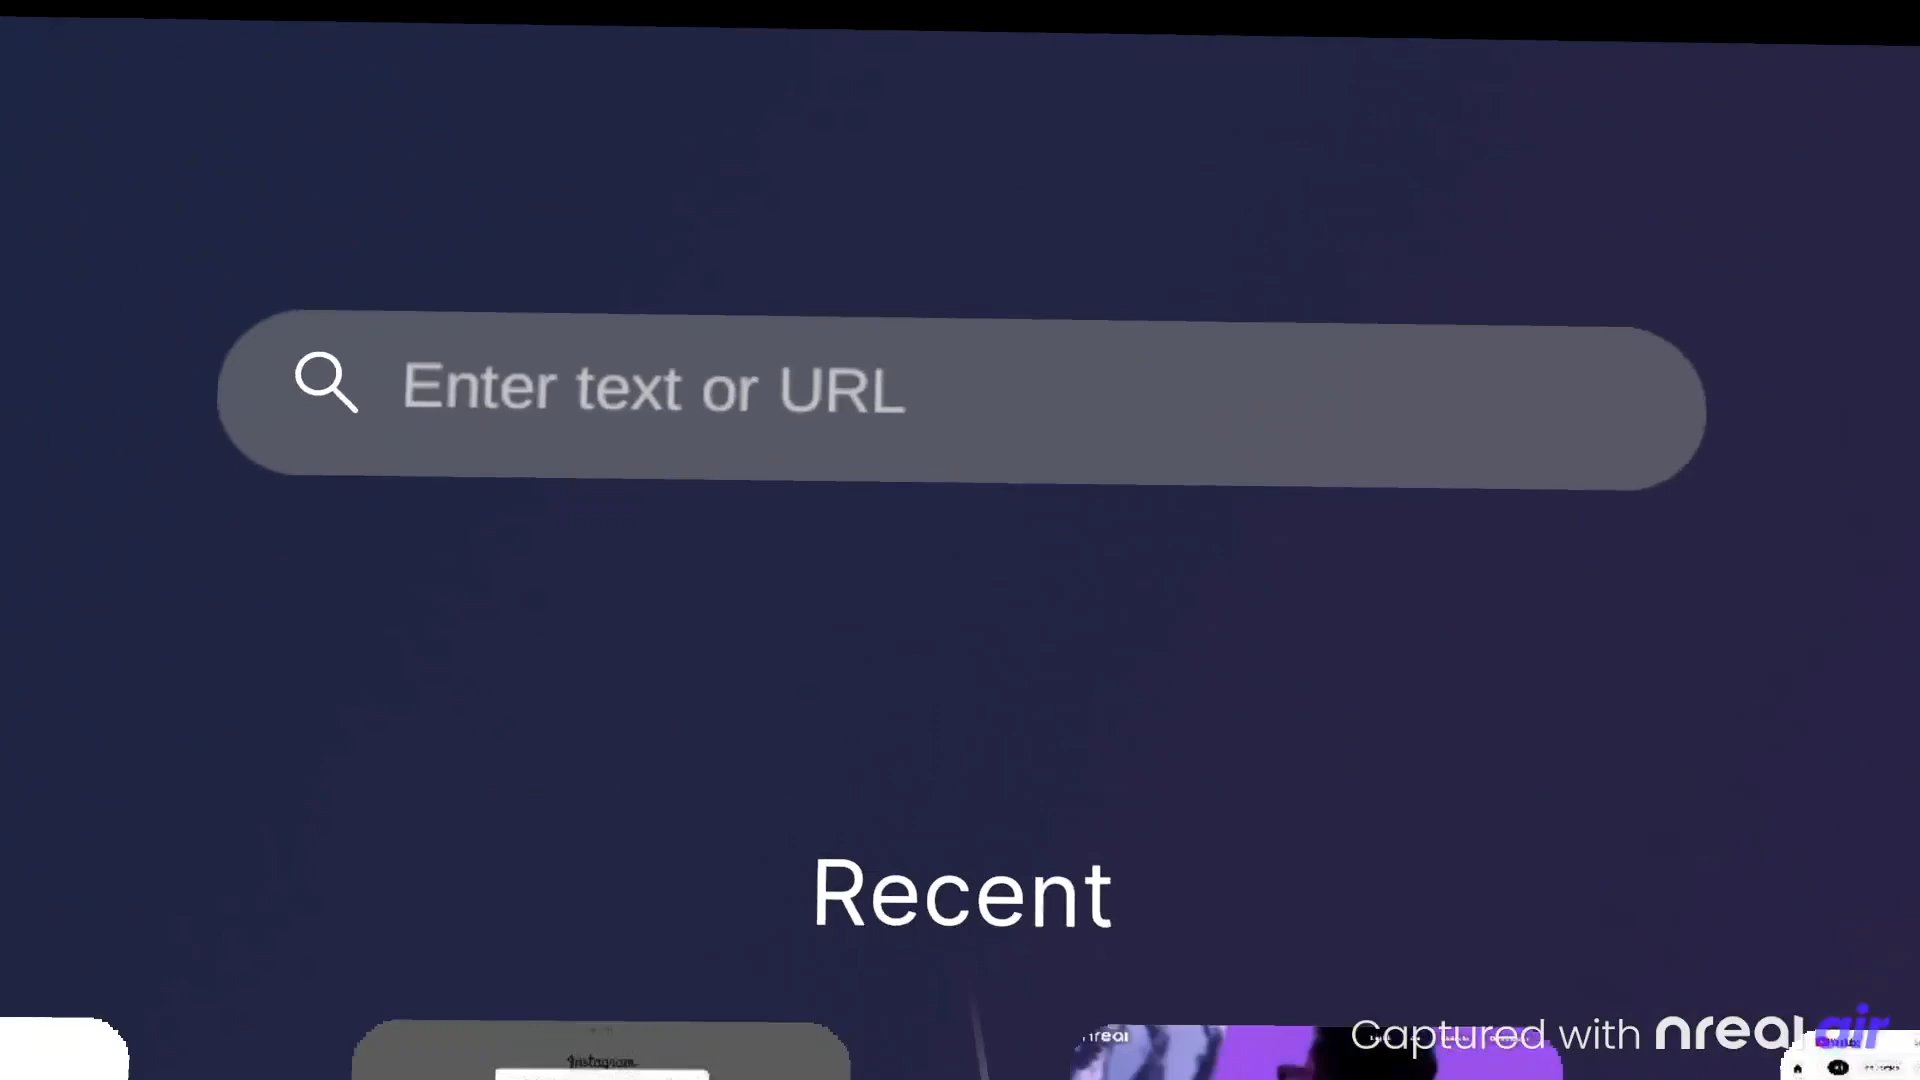 Enter text or URL
Recent
Instagram
nreal
Captured with nreal air